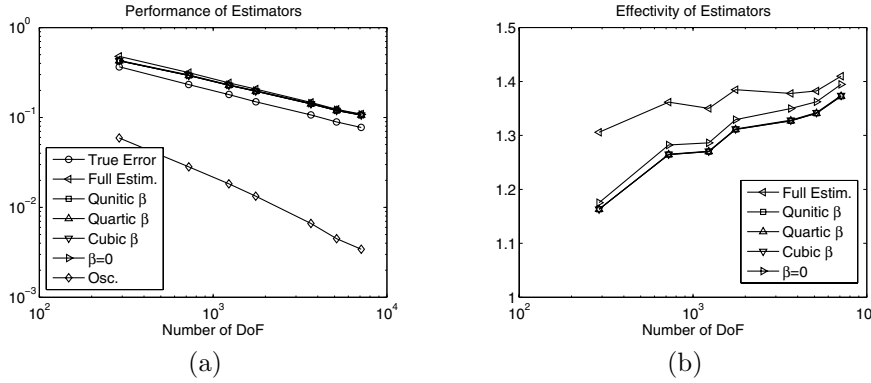 Performance of Estimators
10^0
10^-1
10^-2
10^-3
True Error
Full Estim.
Qunitic β
Quartic β
Cubic β
β=0
Osc.
10^2
10^3
10^4
Number of DoF
(a)
Effectivity of Estimators
1.5
1.4
1.3
1.2
1.1
1
Full Estim.
Qunitic β
Quartic β
Cubic β
β=0
10^2
10^3
10^4
Number of DoF
(b)